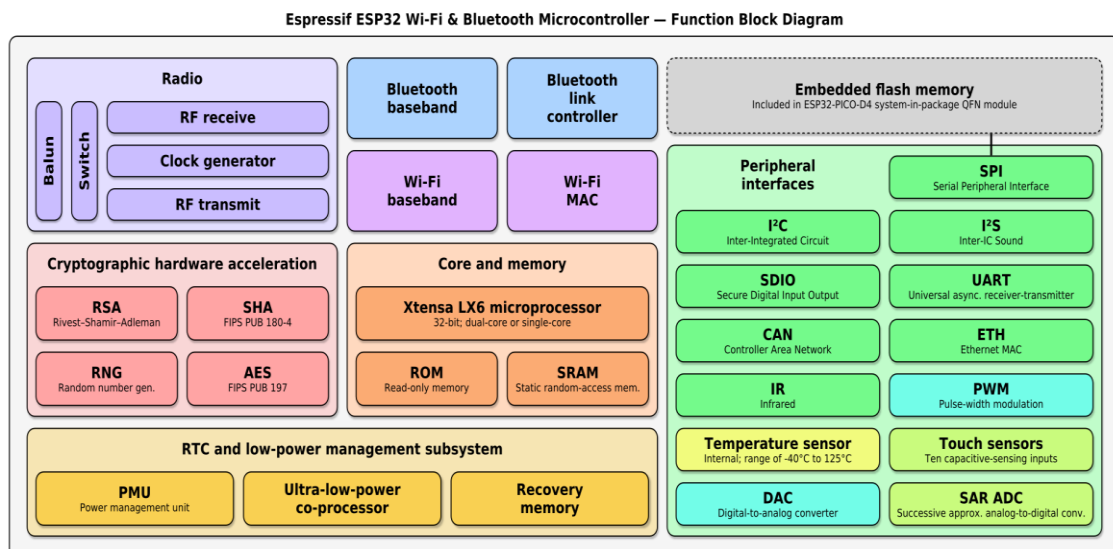 Espressif ESP32 Wi-Fi & Bluetooth Microcontroller — Function Block Diagram
Radio
Balun
Switch
RF receive
Clock generator
RF transmit
Bluetooth
baseband
Bluetooth
link
controller
Wi-Fi
baseband
Wi-Fi
MAC
Embedded flash memory
Included in ESP32-PICO-D4 system-in-package QFN module
Peripheral
interfaces
SPI
Serial Peripheral Interface
I²C
Inter-Integrated Circuit
I²S
Inter-IC Sound
SDIO
Secure Digital Input Output
UART
Universal async. receiver-transmitter
CAN
Controller Area Network
ETH
Ethernet MAC
IR
Infrared
PWM
Pulse-width modulation
Temperature sensor
Internal; range of -40°C to 125°C
Touch sensors
Ten capacitive-sensing inputs
DAC
Digital-to-analog converter
SAR ADC
Successive approx. analog-to-digital conv.
Cryptographic hardware acceleration
RSA
Rivest–Shamir–Adleman
SHA
FIPS PUB 180-4
RNG
Random number gen.
AES
FIPS PUB 197
Core and memory
Xtensa LX6 microprocessor
32-bit; dual-core or single-core
ROM
Read-only memory
SRAM
Static random-access mem.
RTC and low-power management subsystem
PMU
Power management unit
Ultra-low-power
co-processor
Recovery
memory